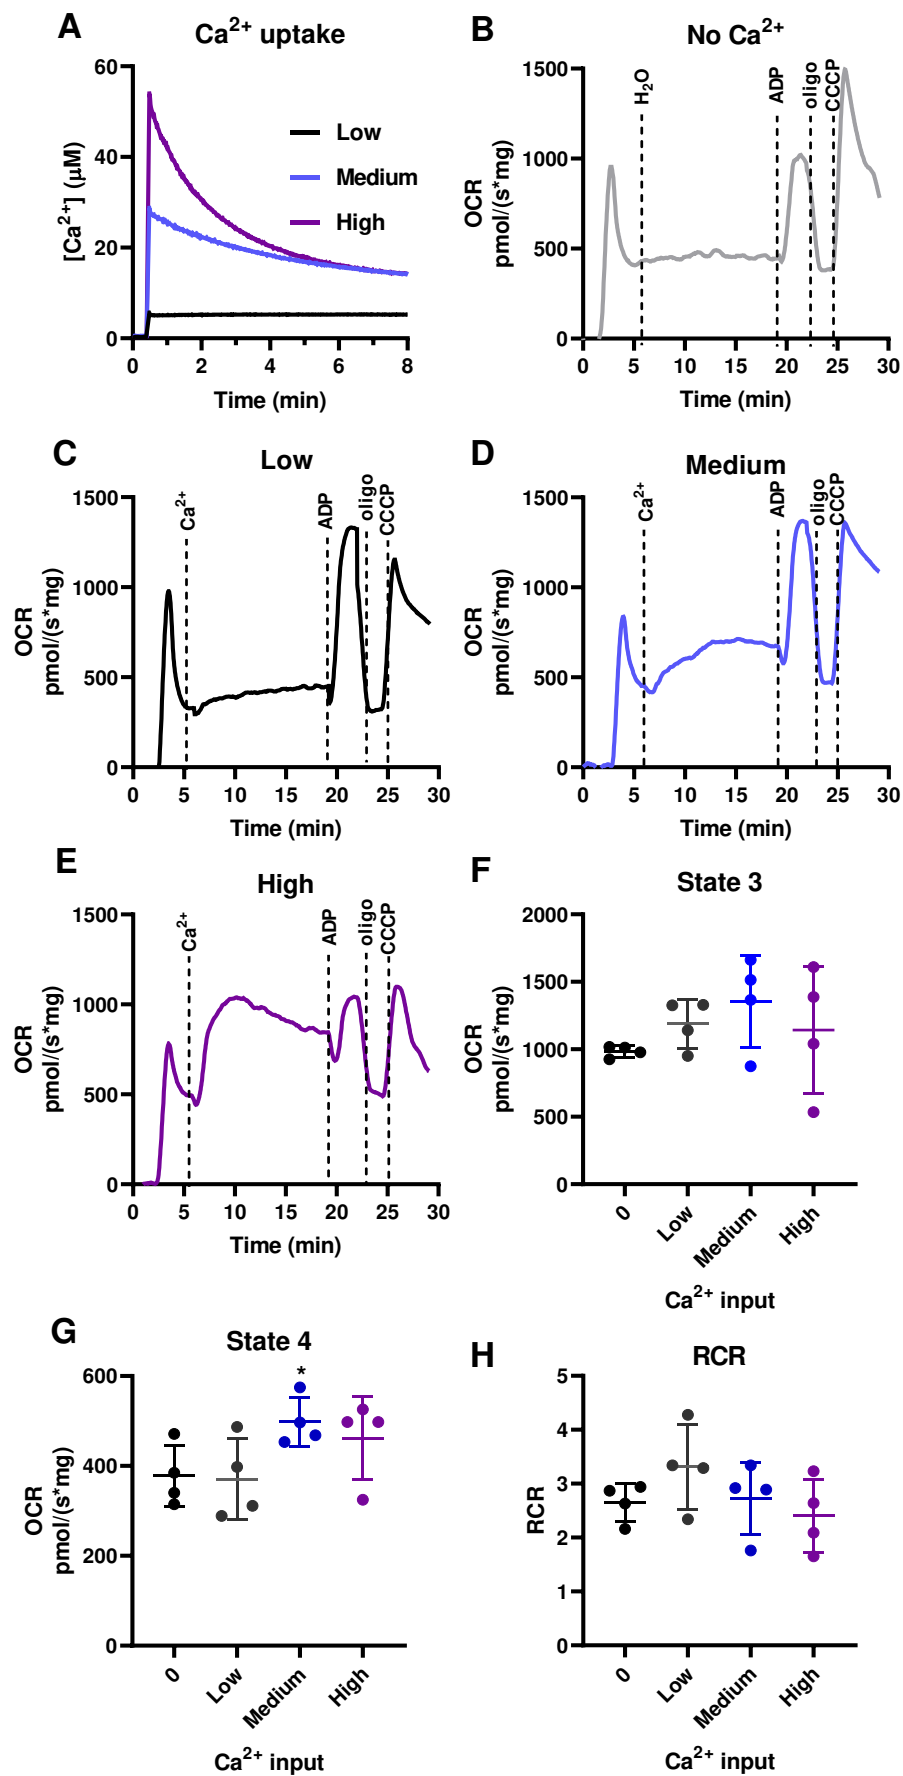 A
Ca²⁺ uptake
[Ca²⁺] (µM)
60
40
20
0
Low
Medium
High
0 2 4 6 8
Time (min)
B
No Ca²⁺
OCR
pmol/(s*mg)
1500
1000
500
0
H₂O
ADP
oligo
CCCP
0 5 10 15 20 25 30
Time (min)
C
Low
OCR
pmol/(s*mg)
1500
1000
500
0
Ca²⁺
ADP
oligo
CCCP
0 5 10 15 20 25 30
Time (min)
D
Medium
OCR
pmol/(s*mg)
1500
1000
500
0
Ca²⁺
ADP
oligo
CCCP
0 5 10 15 20 25 30
Time (min)
E
High
OCR
pmol/(s*mg)
1500
1000
500
0
Ca²⁺
ADP
oligo
CCCP
0 5 10 15 20 25 30
Time (min)
F
State 3
OCR
pmol/(s*mg)
2000
1500
1000
500
0
0 Low Medium High
Ca²⁺ input
G
State 4
OCR
pmol/(s*mg)
600
400
200
0
*
0 Low Medium High
Ca²⁺ input
H
RCR
RCR
5
4
3
2
1
0
0 Low Medium High
Ca²⁺ input